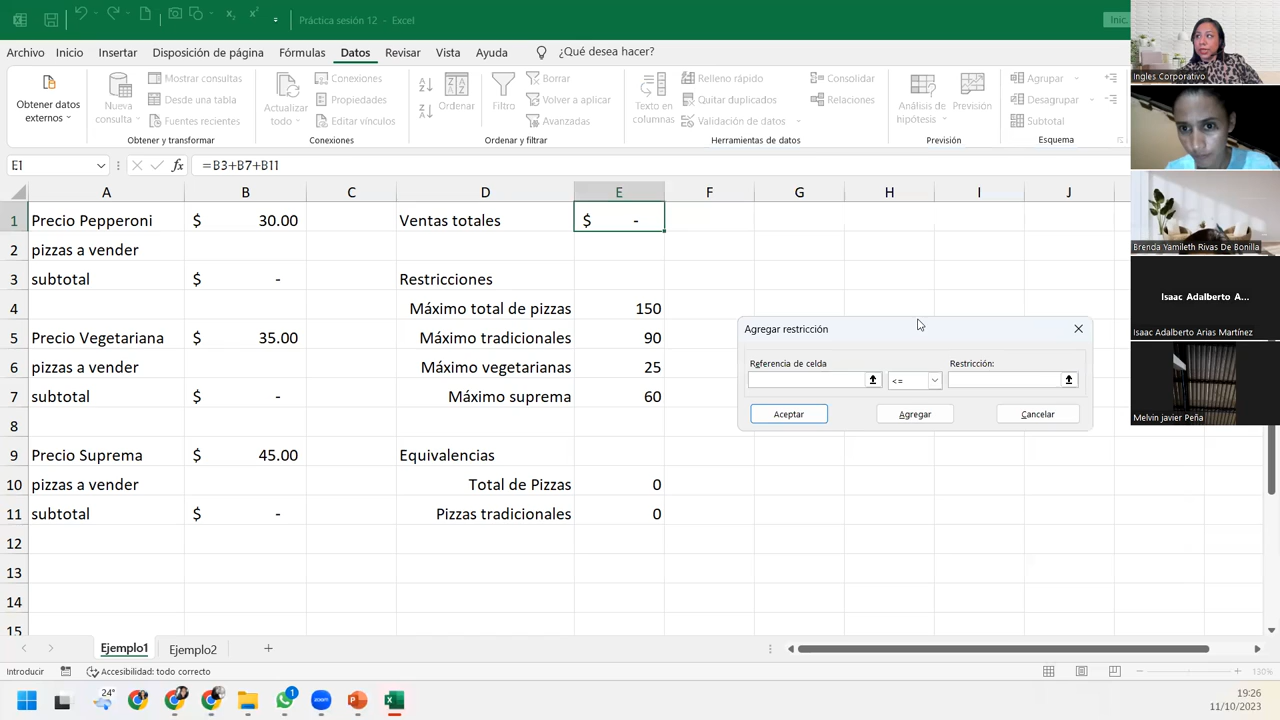 Práctica sesión 12 - Excel
Inic
Archivo Inicio Insertar Disposición de página Fórmulas Datos Revisar Vista Ayuda ¿Qué desea hacer?
Obtener datos externos
Nueva consulta
Mostrar consultas
Desde una tabla
Fuentes recientes
Obtener y transformar
Actualizar todo
Conexiones
Propiedades
Editar vínculos
Conexiones
Ordenar
Filtro
Borrar
Volver a aplicar
Avanzadas
Ordenar y filtrar
Texto en columnas
Relleno rápido
Quitar duplicados
Validación de datos
Consolidar
Relaciones
Herramientas de datos
Análisis de hipótesis
Previsión
Previsión
Agrupar
Desagrupar
Subtotal
Esquema
E1 fx =B3+B7+B11
A B C D E F G H I J
1 Precio Pepperoni $ 30.00 Ventas totales $ -
2 pizzas a vender
3 subtotal $ - Restricciones
4 Máximo total de pizzas 150
5 Precio Vegetariana $ 35.00 Máximo tradicionales 90
6 pizzas a vender Máximo vegetarianas 25
7 subtotal $ - Máximo suprema 60
8
9 Precio Suprema $ 45.00 Equivalencias
10 pizzas a vender Total de Pizzas 0
11 subtotal $ - Pizzas tradicionales 0
12
13
14
15
Agregar restricción
Referencia de celda Restricción:
<=
Aceptar Agregar Cancelar
Ingles Corporativo
Brenda Yamileth Rivas De Bonilla
Isaac Adalberto A...
Isaac Adalberto Arias Martínez
Melvin javier Peña
Ejemplo1 Ejemplo2
Introducir Accesibilidad: todo correcto 130%
24°
1
zoom
19:26
11/10/2023